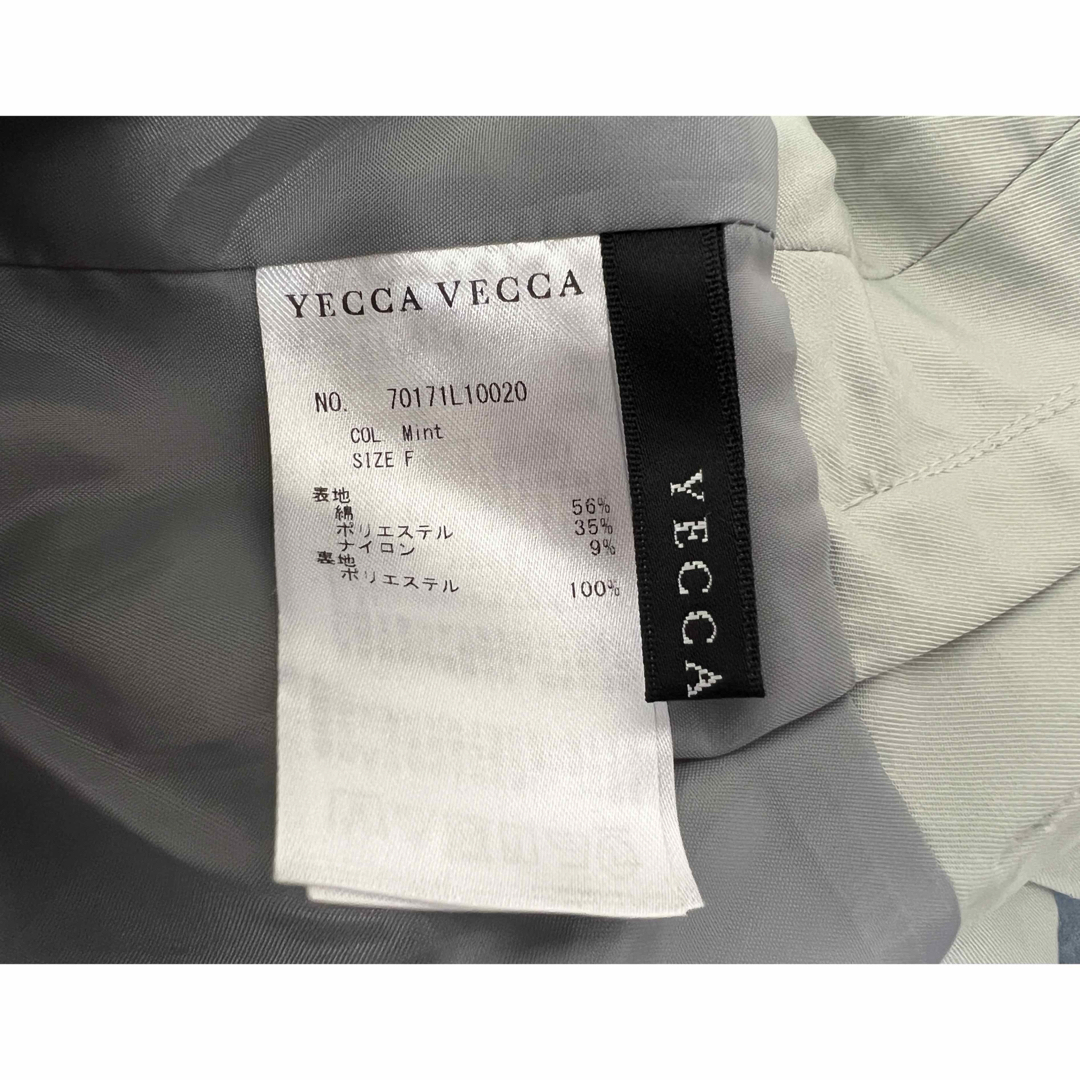 YECCA VECCA
NO. 70171L10020
COL Mint
SIZE F
表地
綿 56%
ポリエステル 35%
ナイロン 9%
裏地
ポリエステル 100%
YECCA